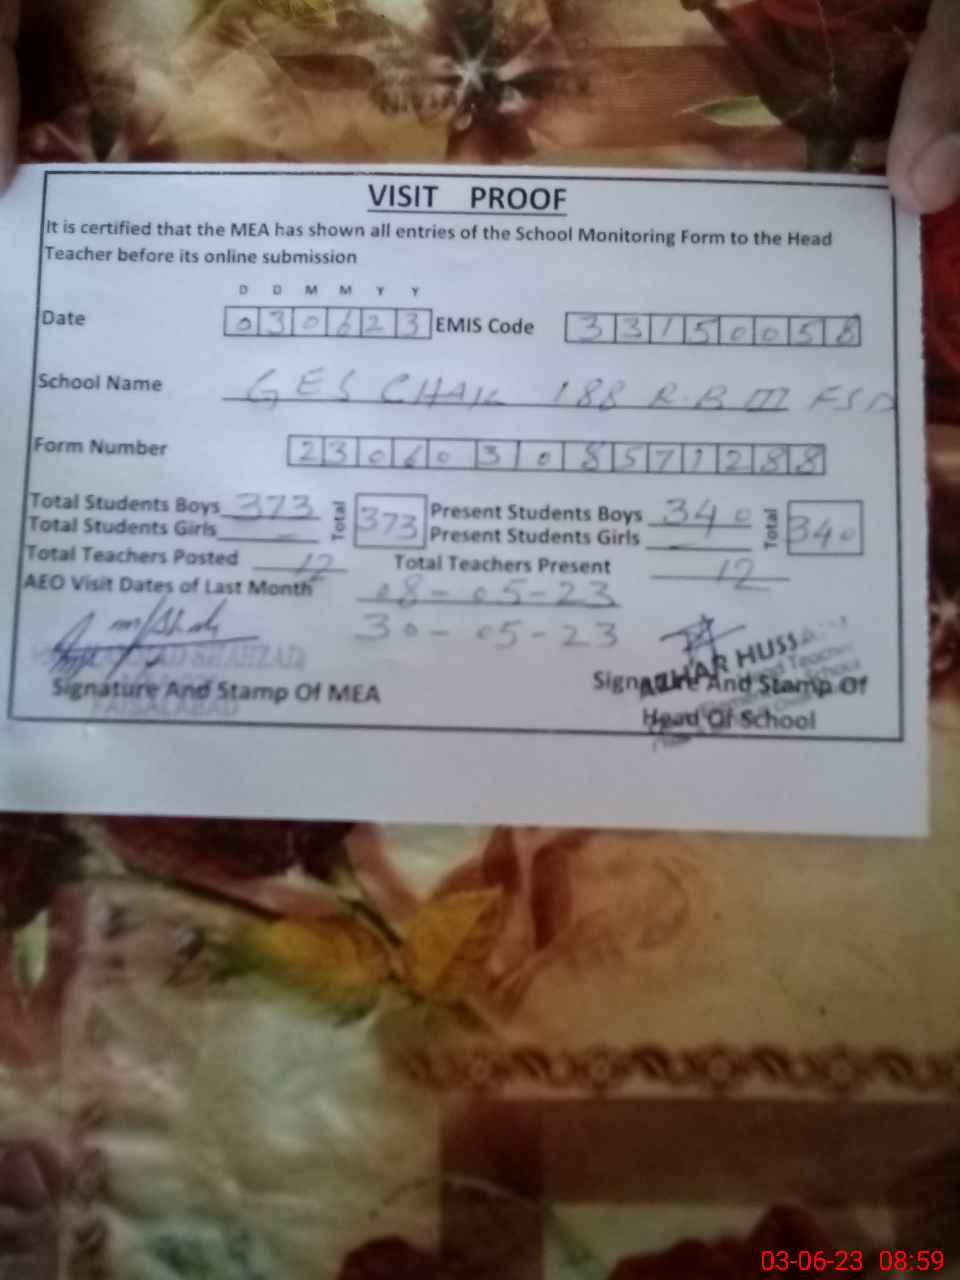 VISIT PROOF
It is certified that the MEA has shown all entries of the School Monitoring Form to the Head
Teacher before its online submission
D D M M Y Y
Date 030623 EMIS Code 33150058
School Name GES CHAK 188 R.B III FSD
Form Number 23060308571288
Total Students Boys 373 Total 373 Present Students Boys 340 Total 340
Total Students Girls - Present Students Girls -
Total Teachers Posted 12 Total Teachers Present 12
AEO Visit Dates of Last Month 08-05-23
30-05-23
SHAHZAD
AZHAR HUSSAIN
Signature And Stamp Of MEA Signature And Stamp Of
FAISALABAD Head Of School
03-06-23 08:59